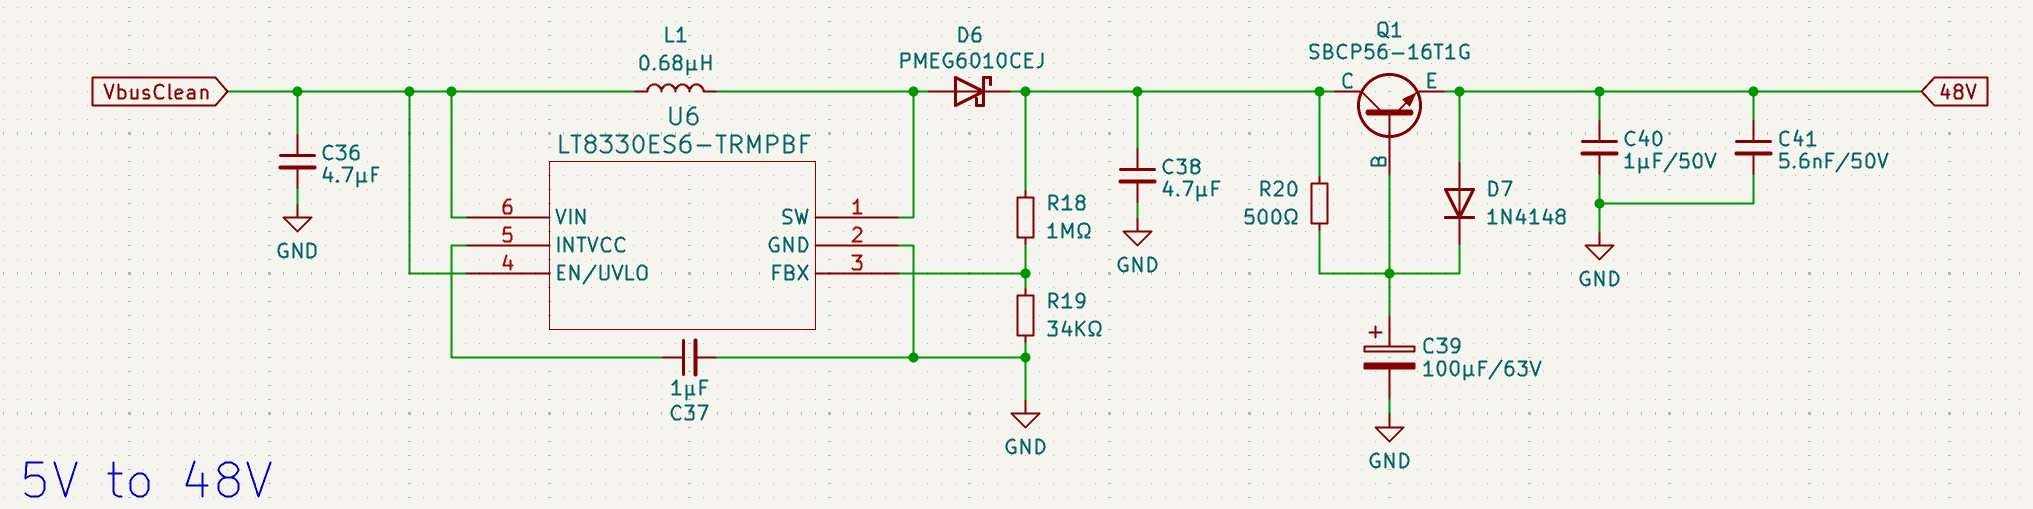 L1
0.68µH
D6
PMEG6010CEJ
Q1
SBCP56-16T1G
C
E
B
VbusClean
48V
U6
LT8330ES6-TRMPBF
C36
4.7µF
GND
6
VIN
5
INTVCC
4
EN/UVLO
SW
1
GND
2
FBX
3
1µF
C37
R18
1MΩ
R19
34KΩ
GND
C38
4.7µF
GND
R20
500Ω
D7
1N4148
+
C39
100µF/63V
GND
C40
1µF/50V
C41
5.6nF/50V
GND
5V to 48V